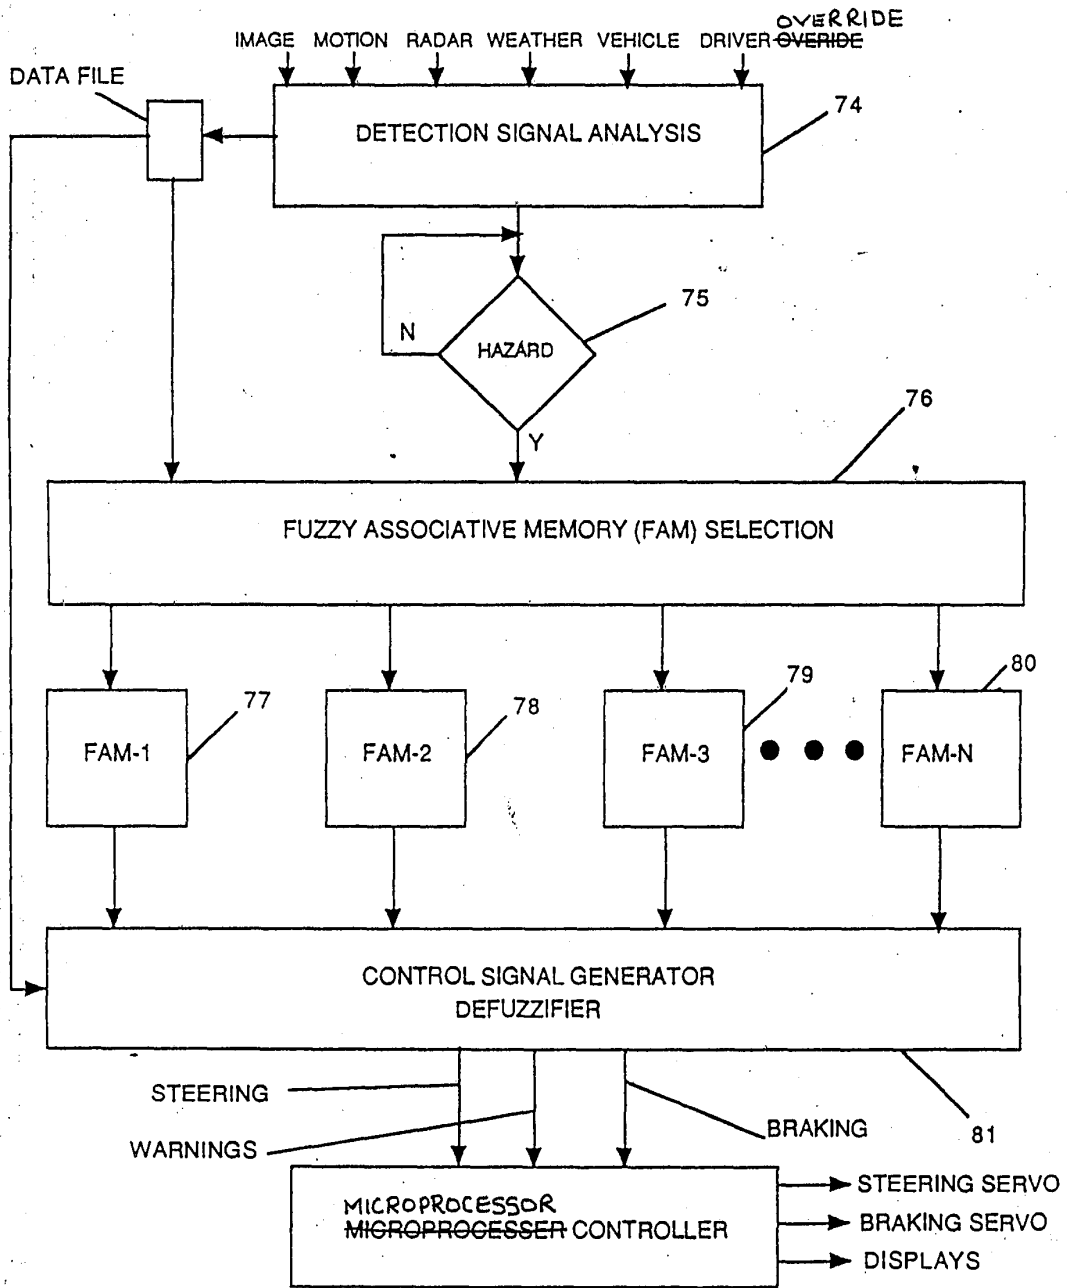 OVERRIDE
IMAGE MOTION RADAR WEATHER VEHICLE DRIVER OVERIDE
DATA FILE
74
DETECTION SIGNAL ANALYSIS
75
N
HAZARD
Y
76
FUZZY ASSOCIATIVE MEMORY (FAM) SELECTION
77
78
79
80
FAM-1
FAM-2
FAM-3
FAM-N
CONTROL SIGNAL GENERATOR
DEFUZZIFIER
STEERING
WARNINGS
BRAKING
81
MICROPROCESSOR
MICROPROCESSER CONTROLLER
STEERING SERVO
BRAKING SERVO
DISPLAYS